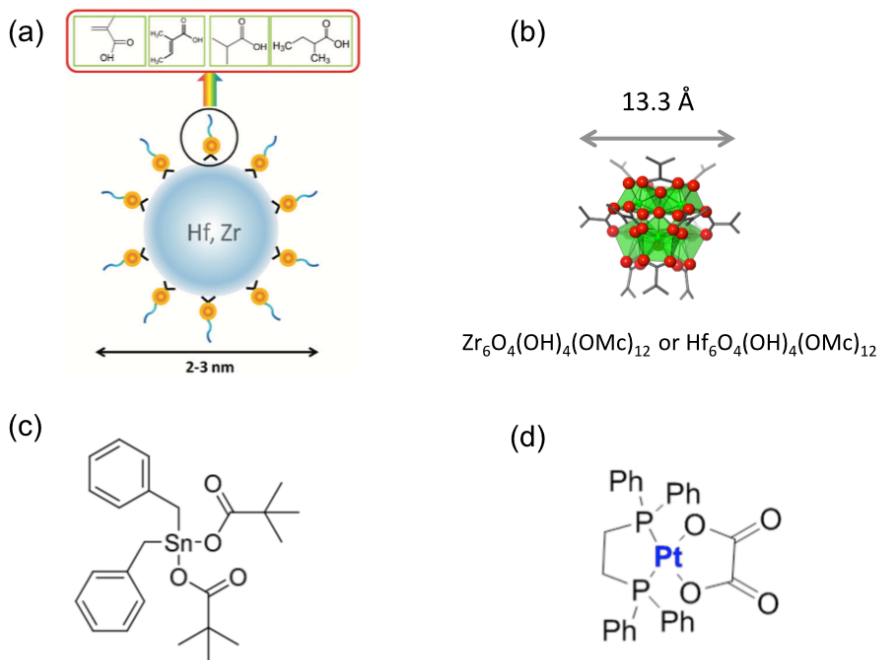 (a)
O
OH
H₃C
O
OH
CH₃
O
OH
H₃C
O
OH
CH₃
Hf, Zr
2-3 nm
(b)
13.3 Å
Zr₆O₄(OH)₄(OMc)₁₂ or Hf₆O₄(OH)₄(OMc)₁₂
(c)
O
Sn
O
O
O
(d)
Ph
Ph
P
O
O
Pt
P
O
O
Ph
Ph